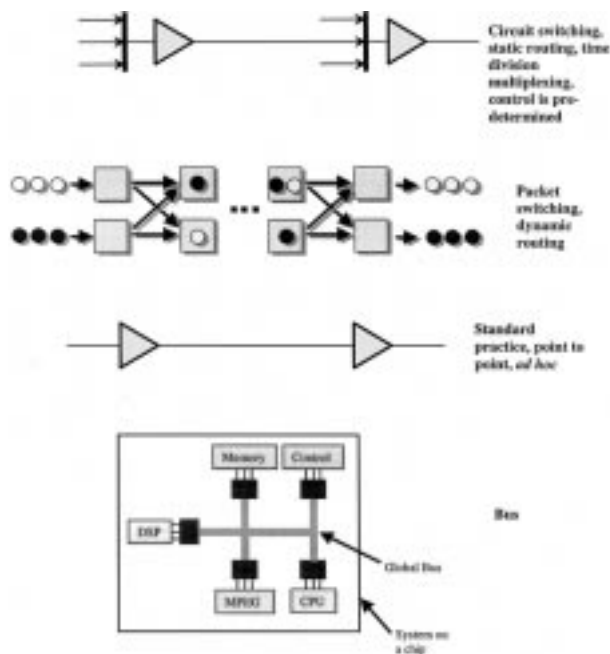 Circuit switching,
static routing, time
division
multiplexing,
control is pre-
determined
Packet
switching,
dynamic
routing
Standard
practice, point to
point, ad hoc
Memory
Control
DSP
Bus
Global Bus
MPEG
CPU
System on
a chip